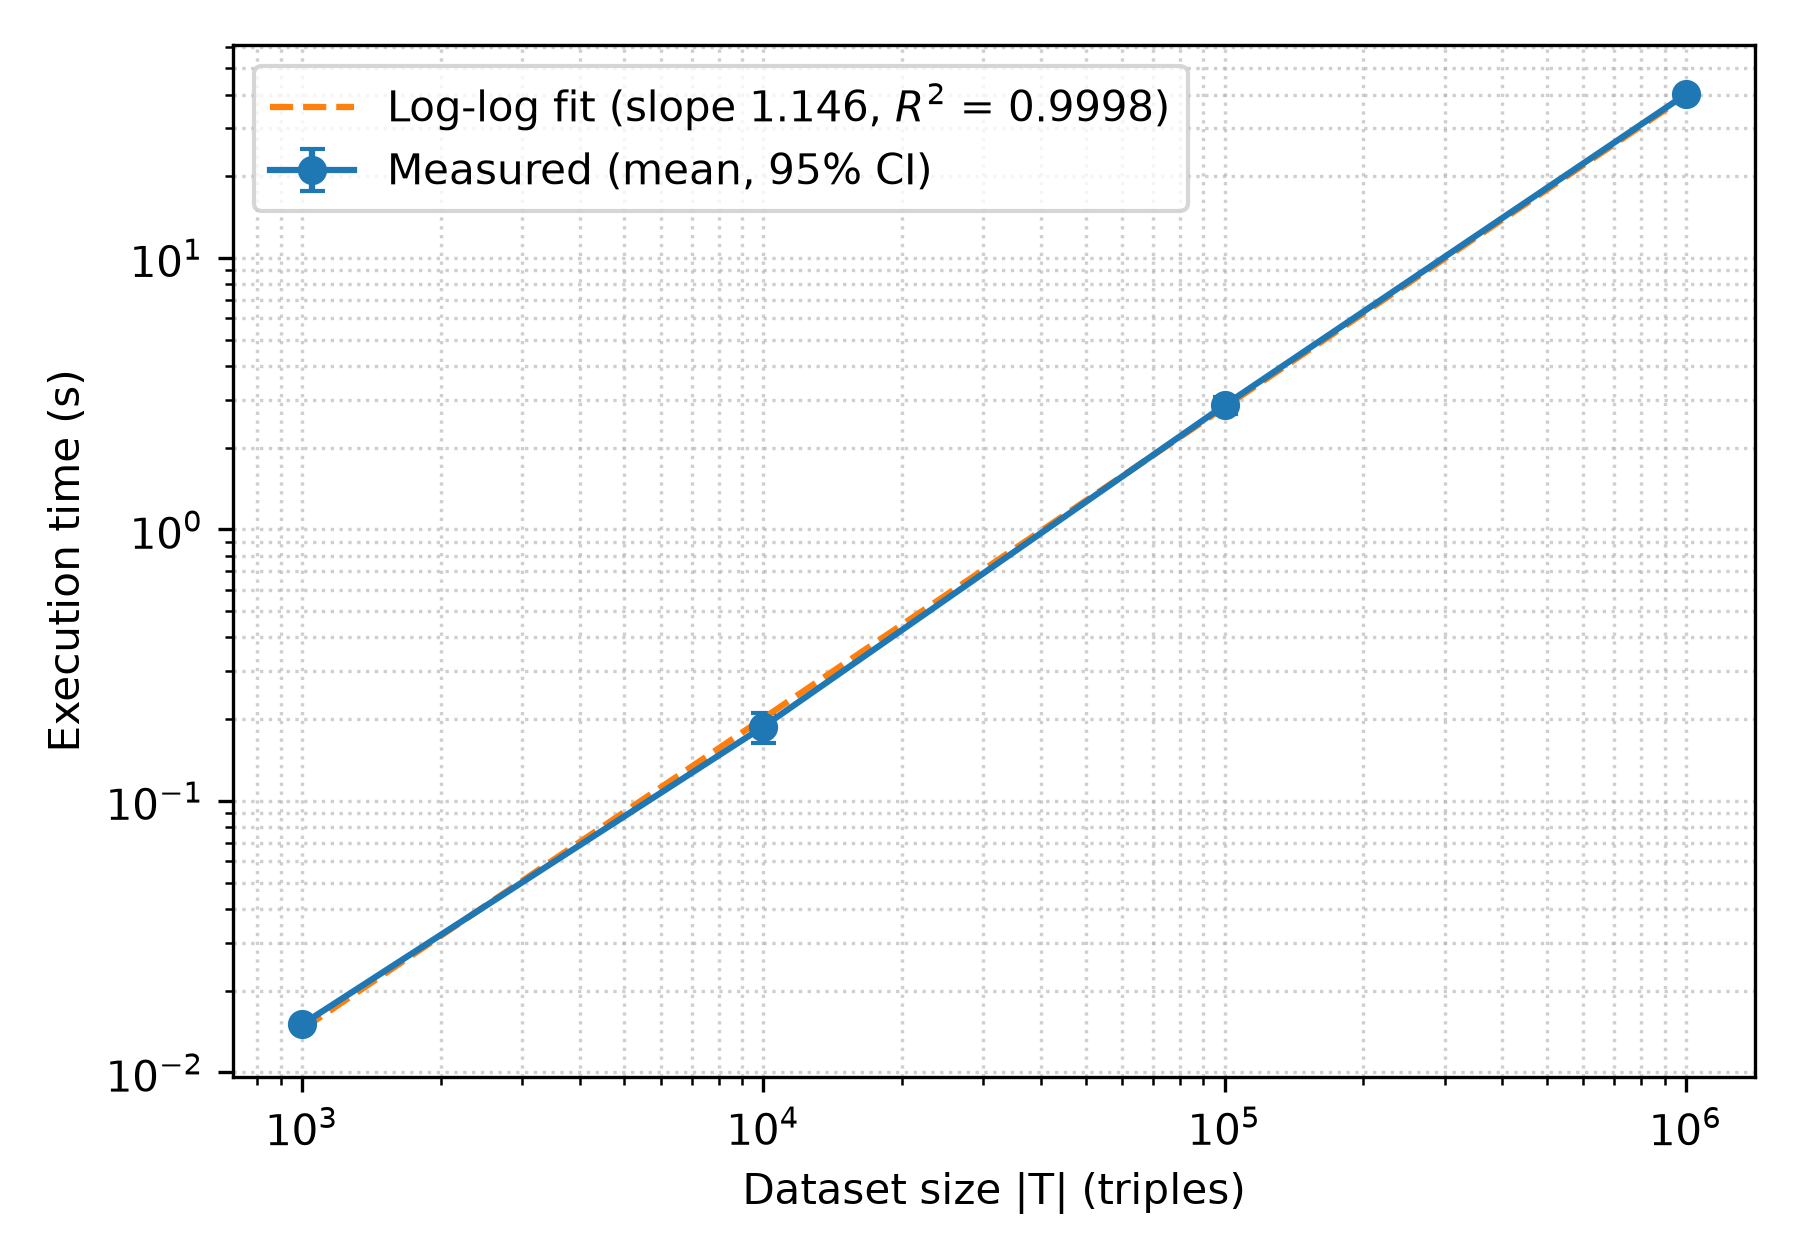 Log-log fit (slope 1.146, R² = 0.9998)
Measured (mean, 95% CI)
Execution time (s)
10¹
10⁰
10⁻¹
10⁻²
10³ 10⁴ 10⁵ 10⁶
Dataset size |T| (triples)